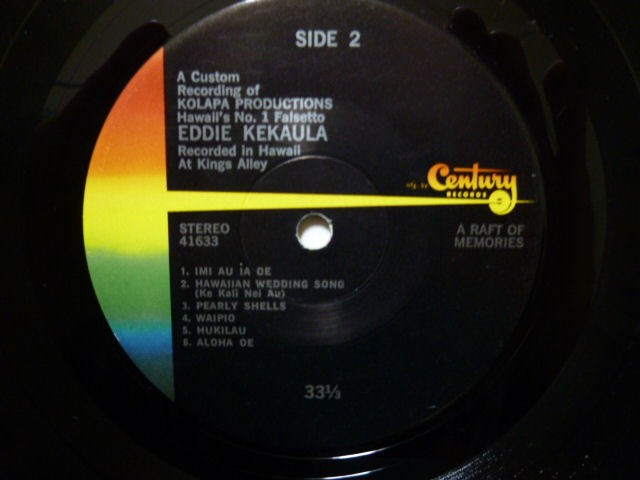 SIDE 2
A Custom
Recording of
KOLAPA PRODUCTIONS
Hawaii's No. 1 Falsetto
EDDIE KEKAULA
Recorded in Hawaii
At Kings Alley
mfg. by Century
RECORDS
STEREO
41633
A RAFT OF
MEMORIES
1. IMI AU IA OE
2. HAWAIIAN WEDDING SONG
(Ke Kali Nei Au)
3. PEARLY SHELLS
4. WAIPIO
5. HUKILAU
6. ALOHA OE
33⅓